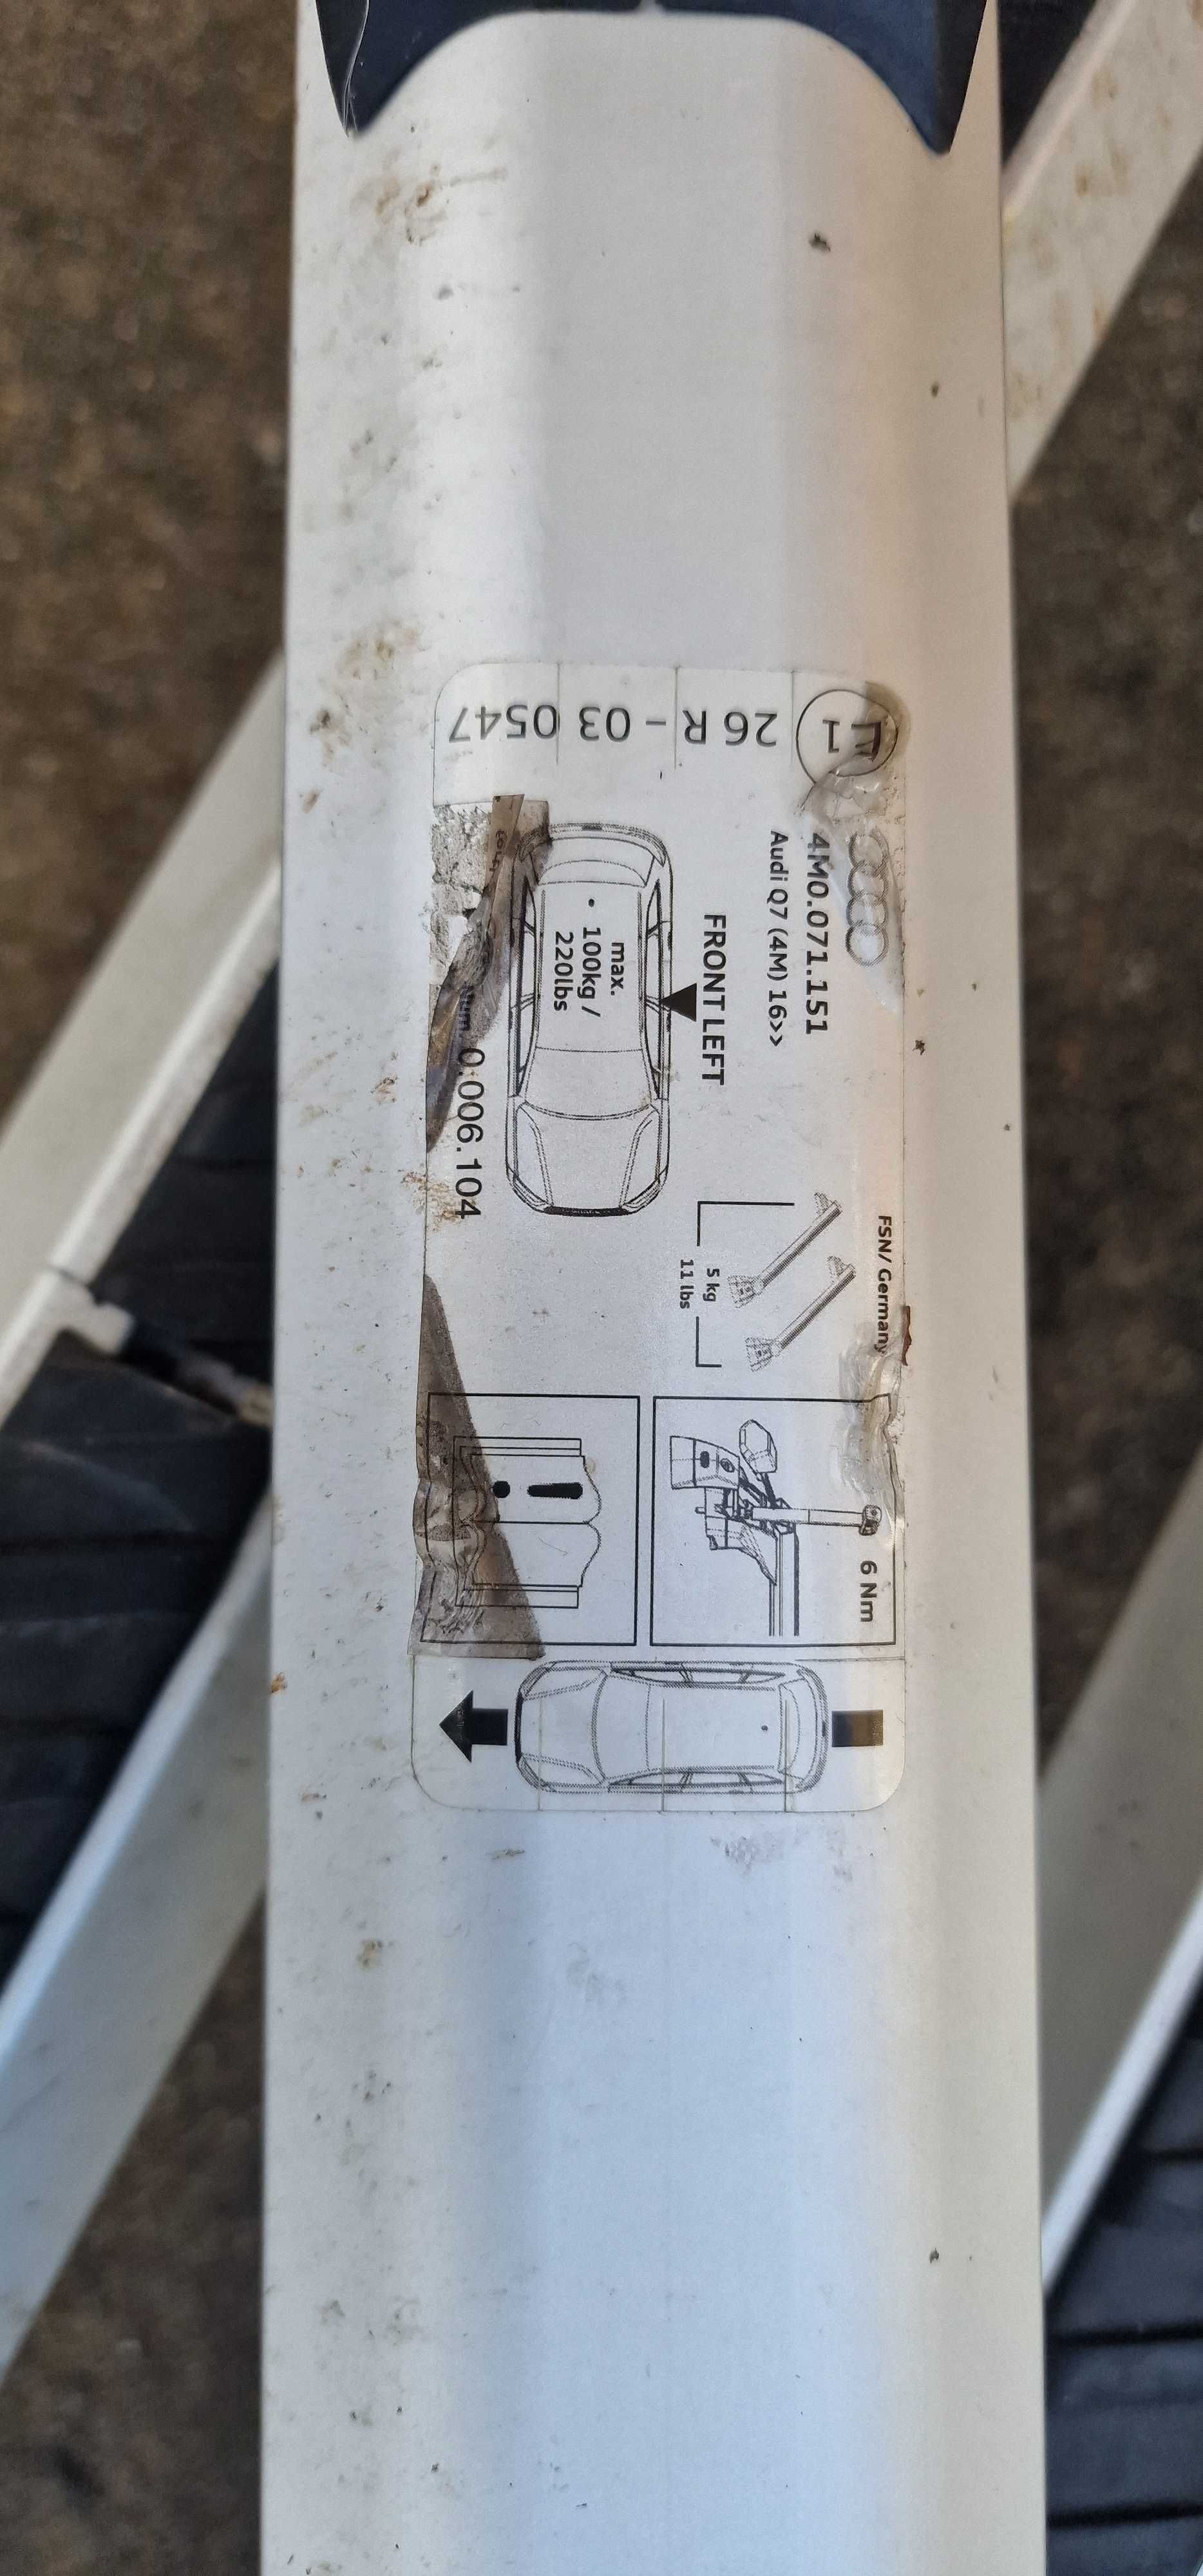 E1
26 R - 03 0547
4M0.071.151
Audi Q7 (4M) 16>>
FRONT LEFT
max.
100kg /
220lbs
0.006.104
FSN/ Germany
5 kg
11 lbs
6 Nm